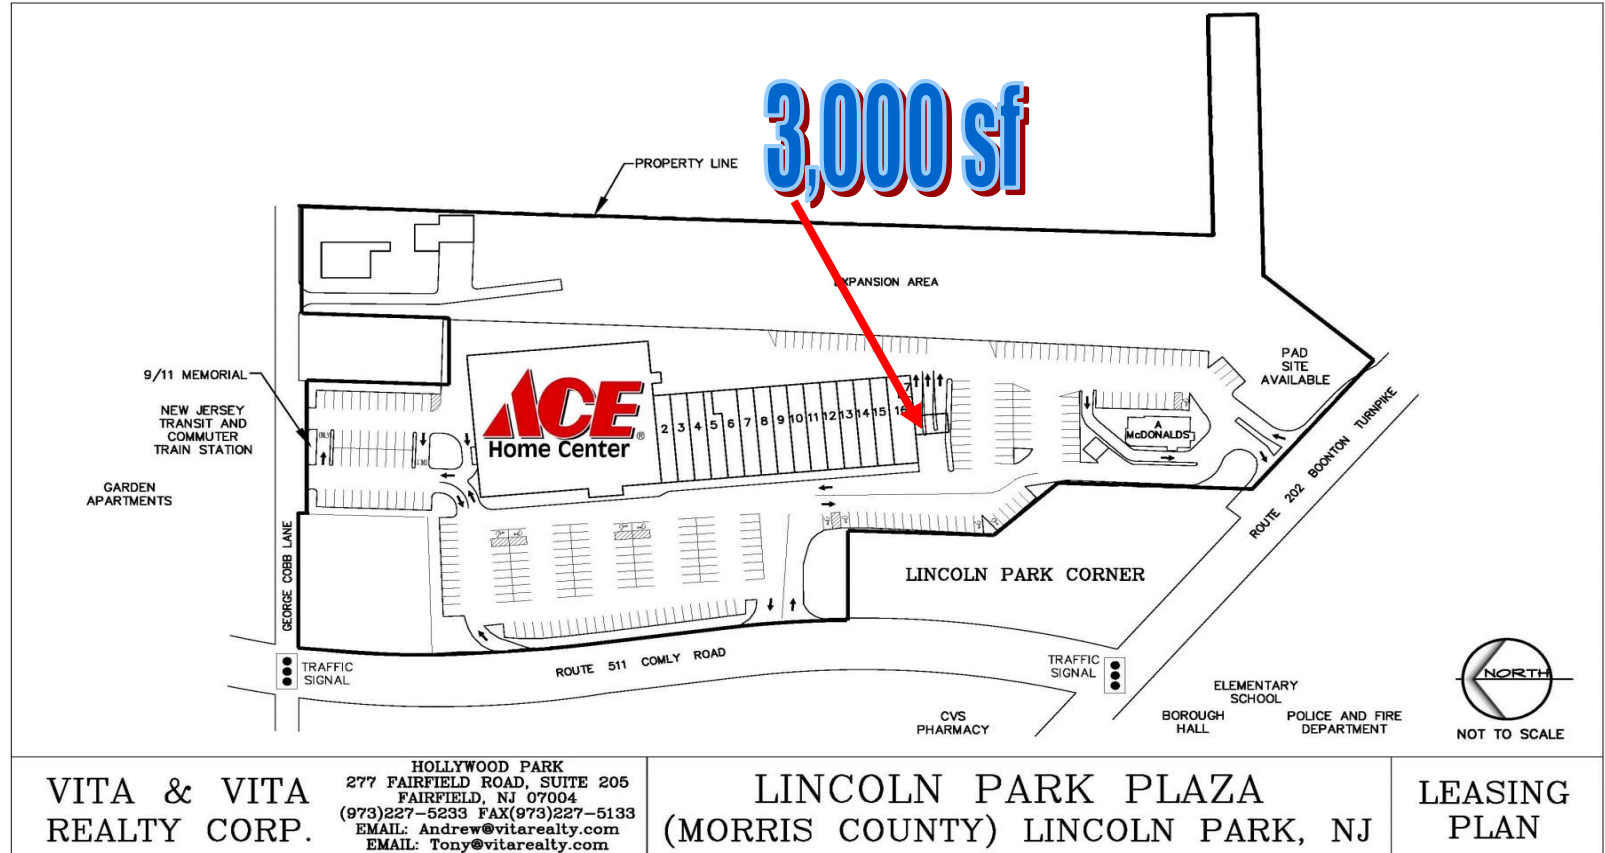 3,000 sf
PROPERTY LINE
EXPANSION AREA
PAD
SITE
AVAILABLE
9/11 MEMORIAL
NEW JERSEY
TRANSIT AND
COMMUTER
TRAIN STATION
GARDEN
APARTMENTS
ACE®
Home Center
2 3 4 5 6 7 8 9 10 11 12 13 14 15 16
A
McDONALDS
ROUTE 202 BOONTON TURNPIKE
GEORGE COBB LANE
LINCOLN PARK CORNER
ROUTE 511 COMLY ROAD
TRAFFIC
SIGNAL
TRAFFIC
SIGNAL
CVS
PHARMACY
ELEMENTARY
SCHOOL
BOROUGH
HALL
POLICE AND FIRE
DEPARTMENT
NORTH
NOT TO SCALE
VITA & VITA
REALTY CORP.
HOLLYWOOD PARK
277 FAIRFIELD ROAD, SUITE 205
FAIRFIELD, NJ 07004
(973)227-5233 FAX(973)227-5133
EMAIL: Andrew@vitarealty.com
EMAIL: Tony@vitarealty.com
LINCOLN PARK PLAZA
(MORRIS COUNTY) LINCOLN PARK, NJ
LEASING
PLAN